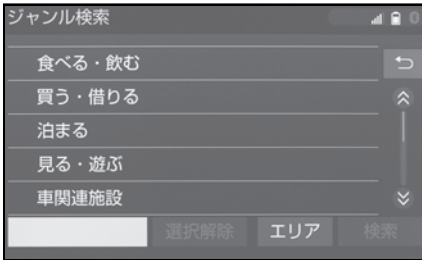 ジャンル検索 0
食べる・飲む
買う・借りる
泊まる
見る・遊ぶ
車関連施設
選択解除 エリア 検索